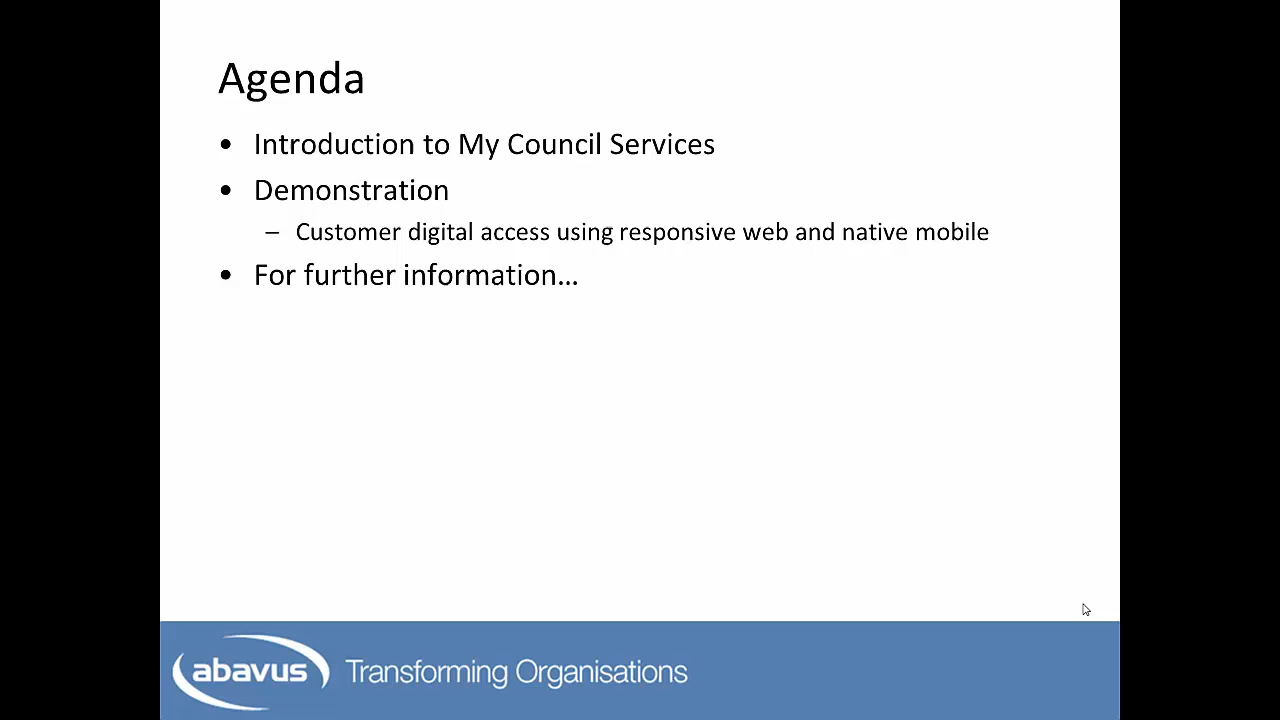 Agenda
• Introduction to My Council Services
• Demonstration
– Customer digital access using responsive web and native mobile
• For further information...
abavus Transforming Organisations